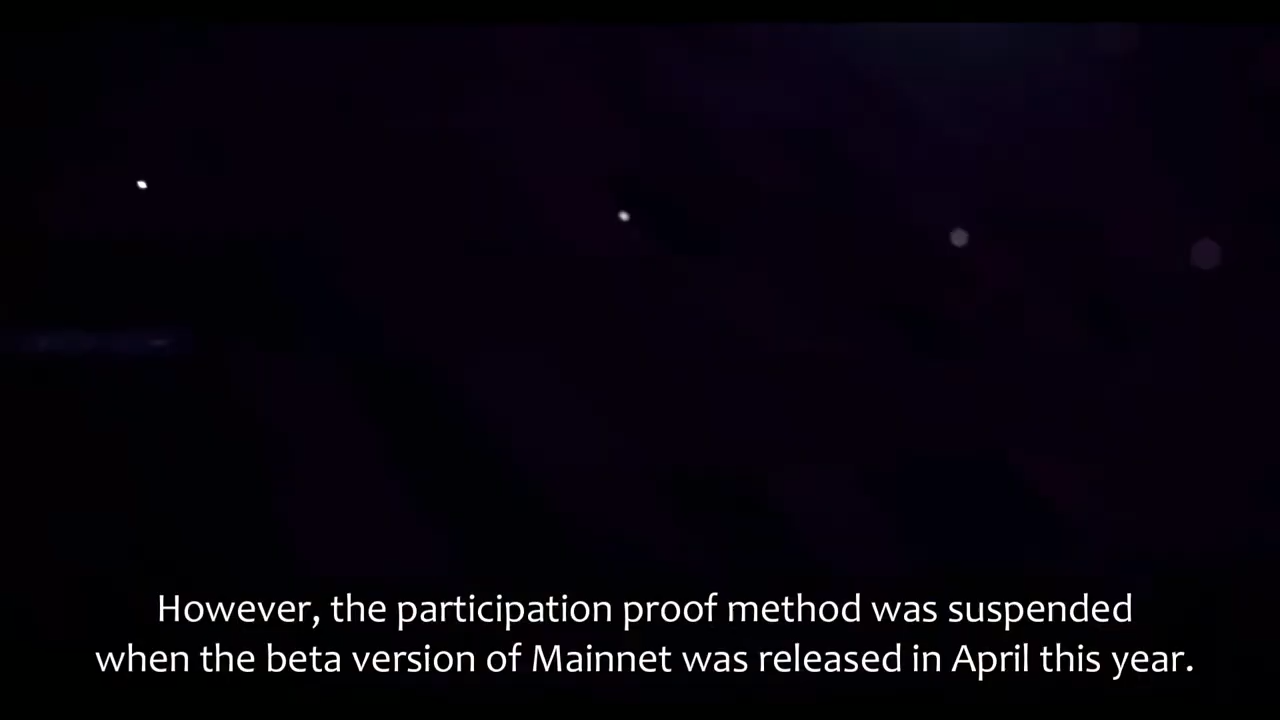 However, the participation proof method was suspended
when the beta version of Mainnet was released in April this year.